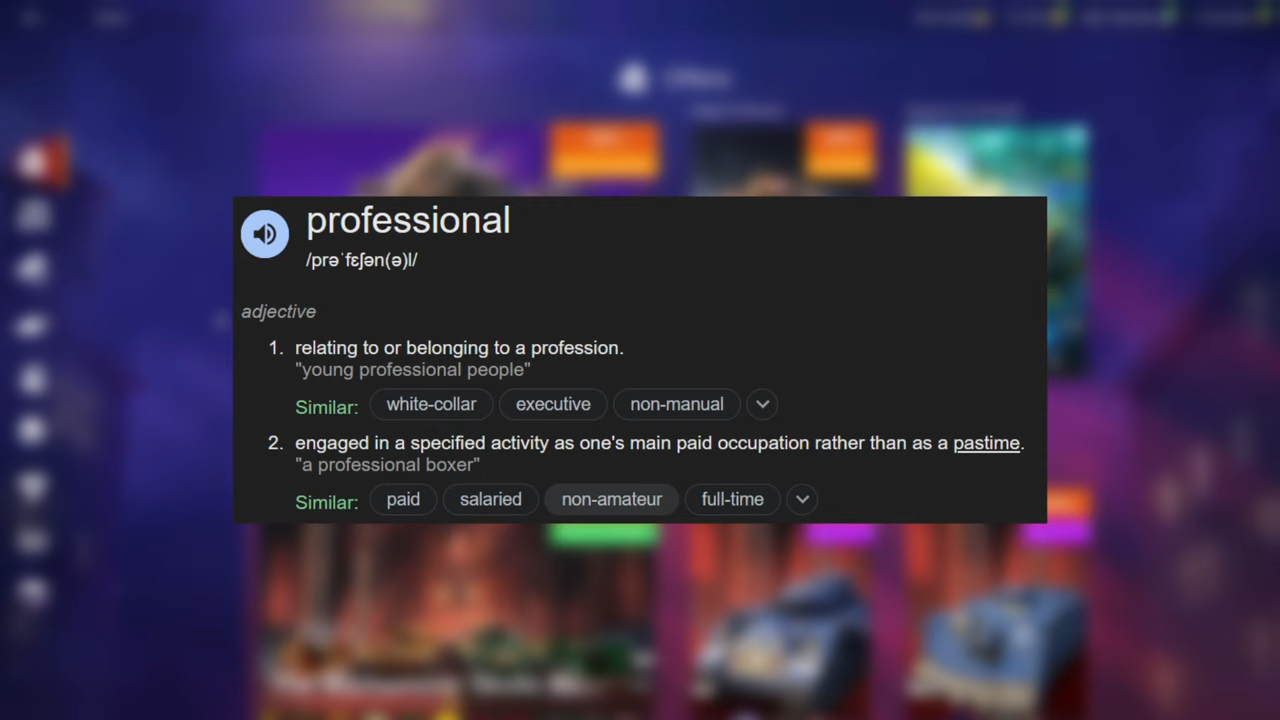 professional
/prəˈfɛʃən(ə)l/
adjective
1. relating to or belonging to a profession.
"young professional people"
Similar: white-collar executive non-manual
2. engaged in a specified activity as one's main paid occupation rather than as a pastime.
"a professional boxer"
Similar: paid salaried non-amateur full-time